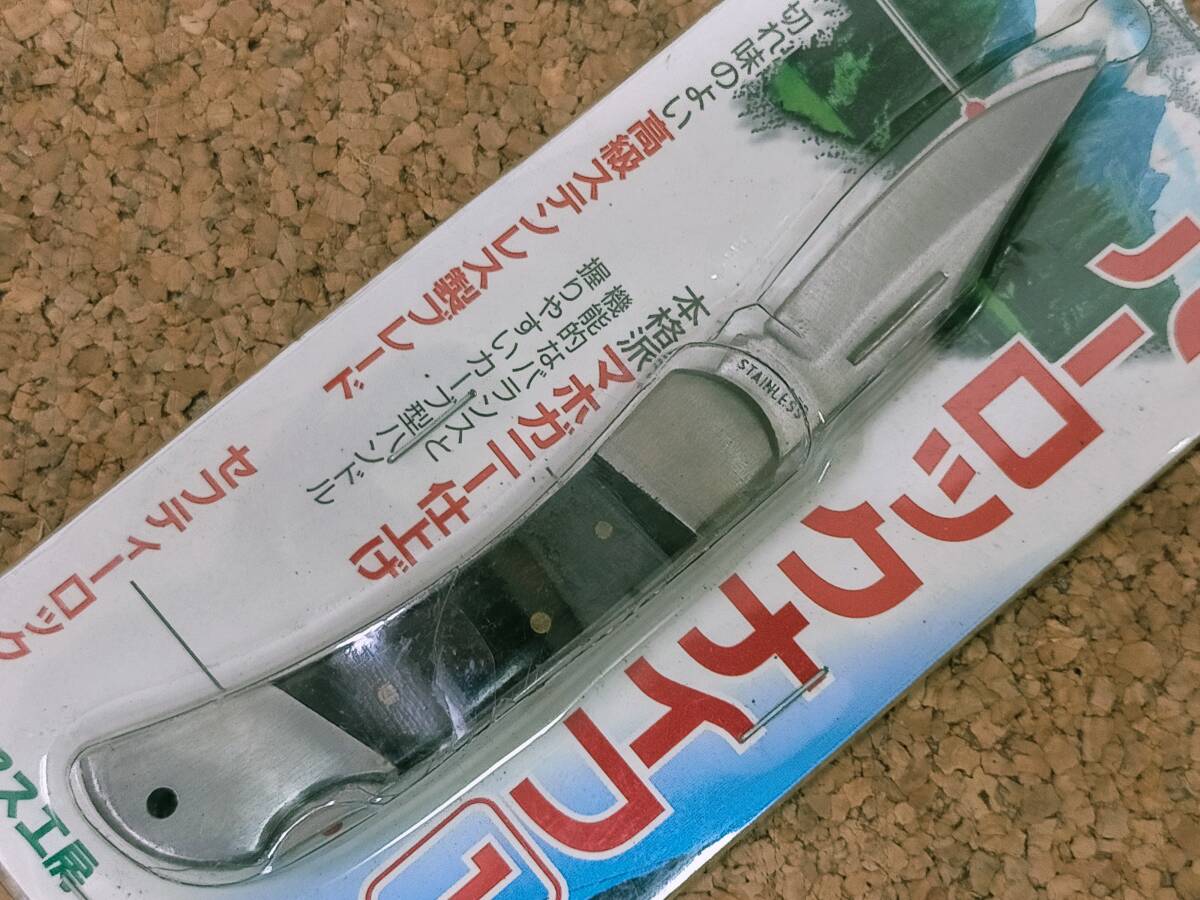 切れ味のよい
高級ステンレス製ブレード
本格派マホガニー仕上げ
機能的なバランスと
握りやすいカーブ型ハンドル
セフティーロック
STAINLESS
ーロックナイフ
ス工房